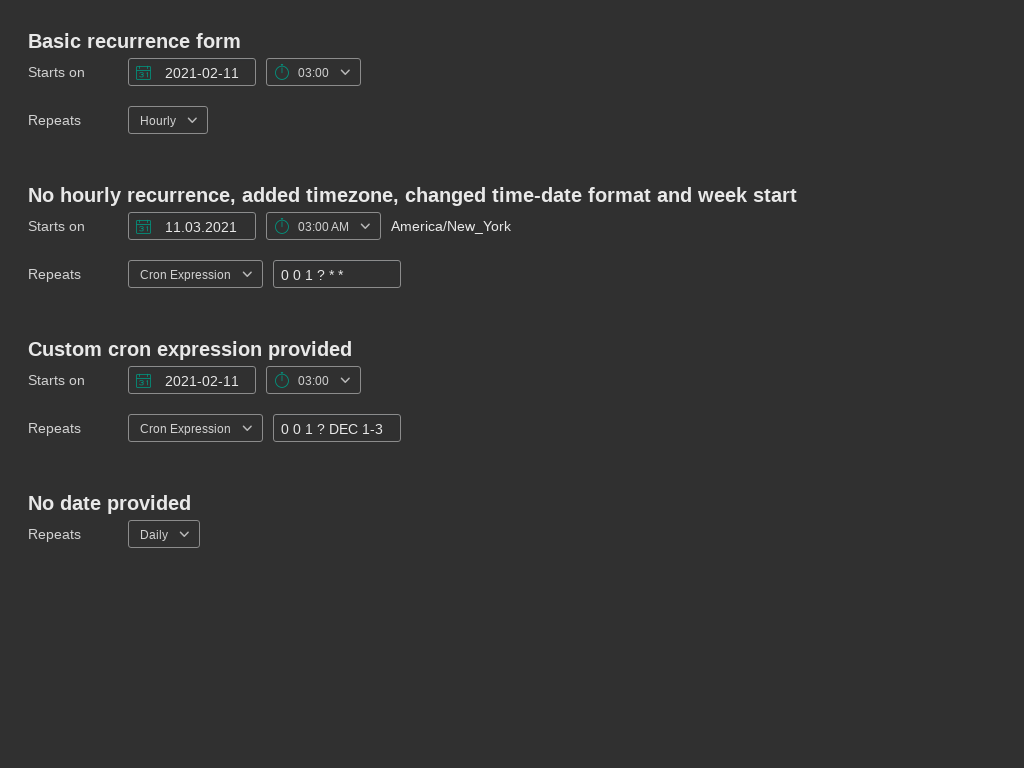 Basic recurrence form
Starts on 2021-02-11 03:00
Repeats Hourly
No hourly recurrence, added timezone, changed time-date format and week start
Starts on 11.03.2021 03:00 AM America/New_York
Repeats Cron Expression 0 0 1 ? * *
Custom cron expression provided
Starts on 2021-02-11 03:00
Repeats Cron Expression 0 0 1 ? DEC 1-3
No date provided
Repeats Daily